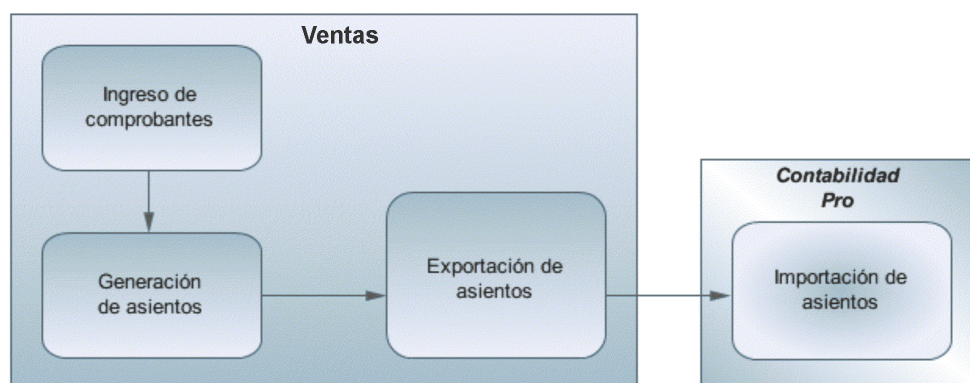 Ventas
Ingreso de
comprobantes
Generación
de asientos
Exportación de
asientos
Contabilidad
Pro
Importación de
asientos